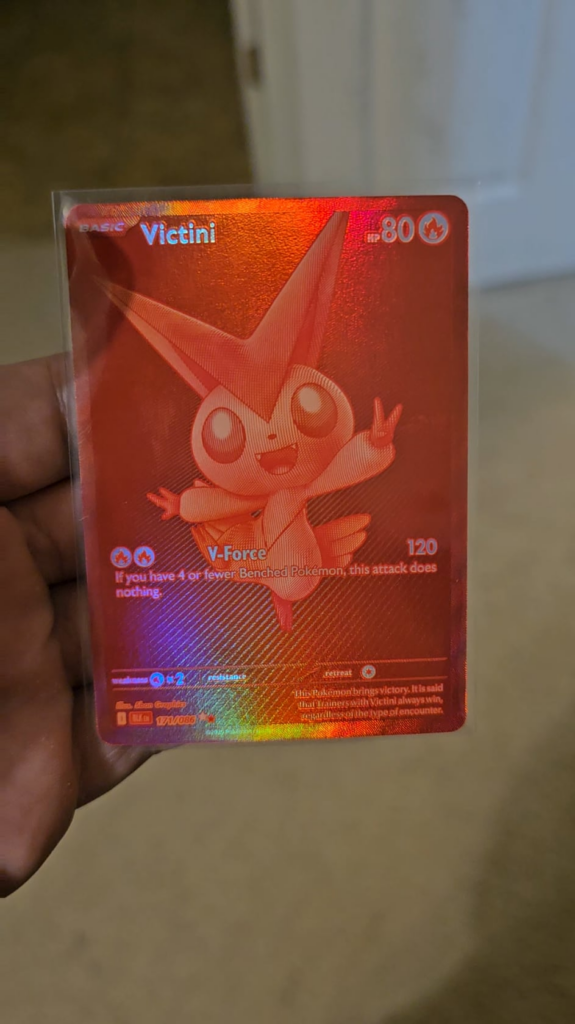 BASIC
Victini
HP 80
V-Force 120
If you have 4 or fewer Benched Pokémon, this attack does
nothing.
weakness ×2 resistance retreat
This Pokémon brings victory. It is said
that Trainers with Victini always win,
regardless of the type of encounter.
171/086